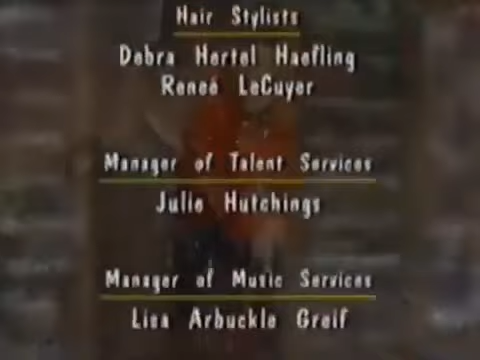 Hair Stylists
Debra Hertel Haefling
Reneé LeCuyer
Manager of Talent Services
Julie Hutchings
Manager of Music Services
Lisa Arbuckle Greif